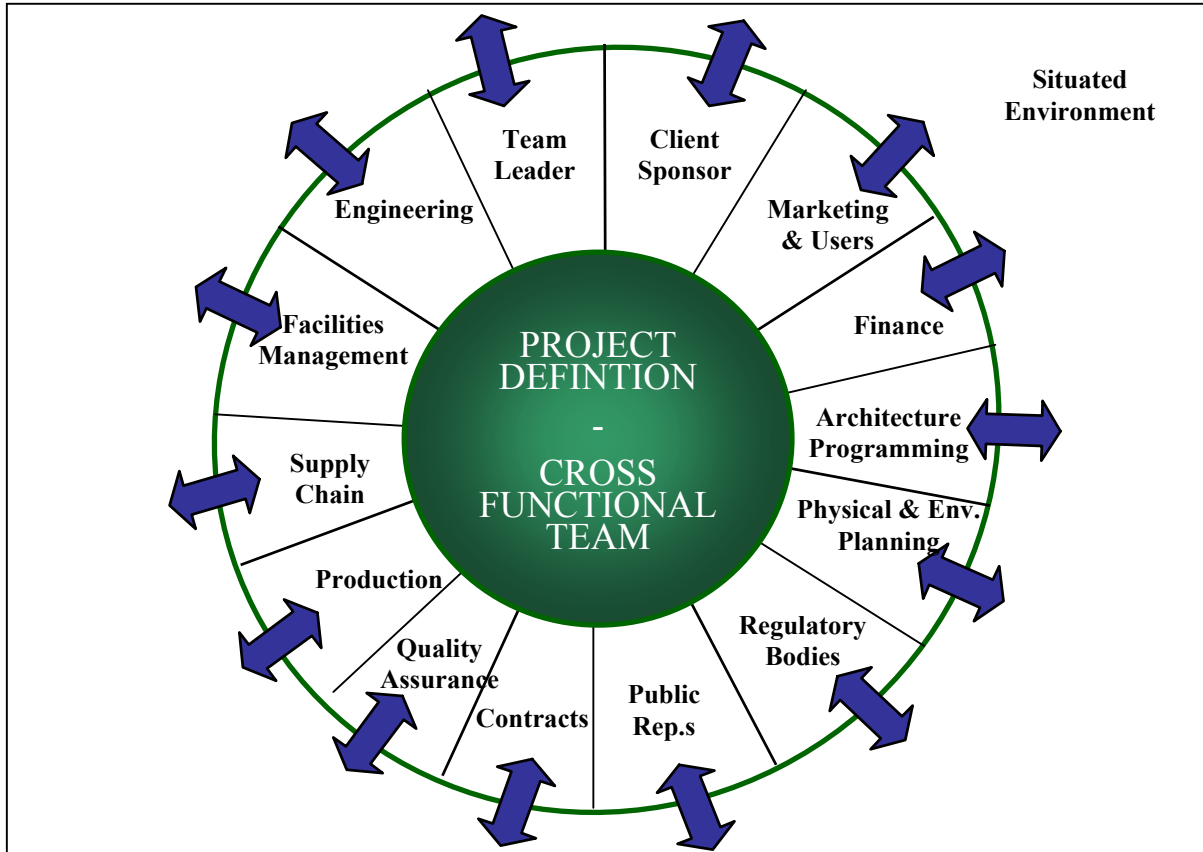 Situated
Environment
Team
Leader
Client
Sponsor
Marketing
& Users
Finance
Architecture
Programming
Physical & Env.
Planning
Regulatory
Bodies
Public
Rep.s
Contracts
Quality
Assurance
Production
Supply
Chain
Facilities
Management
Engineering
PROJECT
DEFINTION
-
CROSS
FUNCTIONAL
TEAM